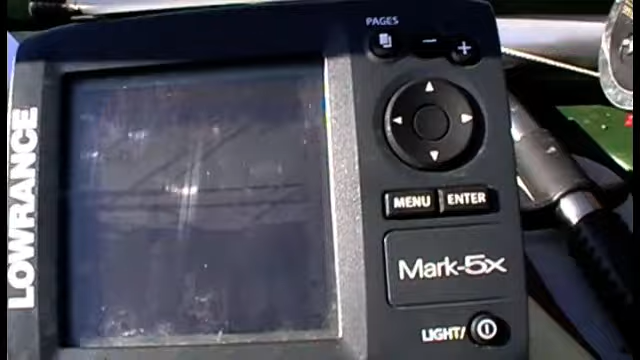 PAGES
LOWRANCE
MENU ENTER
Mark-5x
LIGHT/